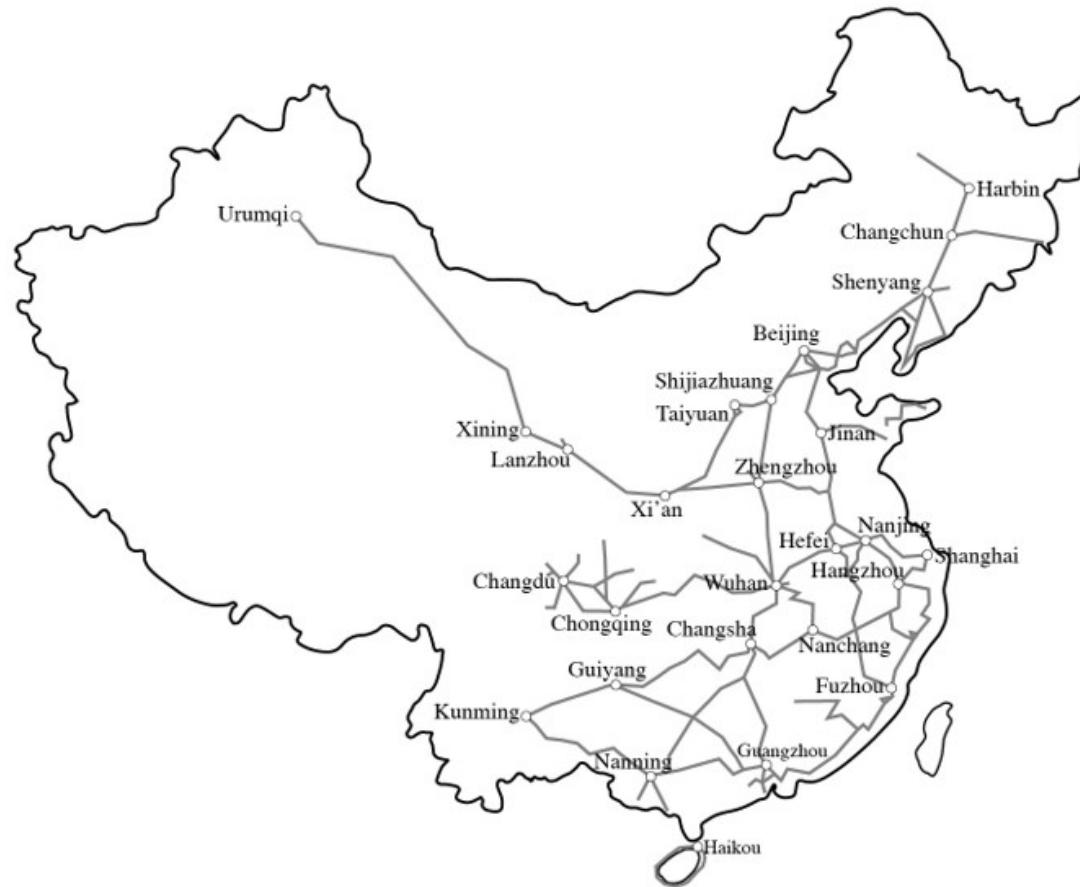 Harbin
Urumqi
Changchun
Shenyang
Beijing
Shijiazhuang
Taiyuan
Xining
Jinan
Lanzhou
Zhengzhou
Xi'an
Nanjing
Hefei
Shanghai
Hangzhou
Changdu
Wuhan
Chongqing
Changsha
Nanchang
Guiyang
Fuzhou
Kunming
Guangzhou
Nanning
Haikou